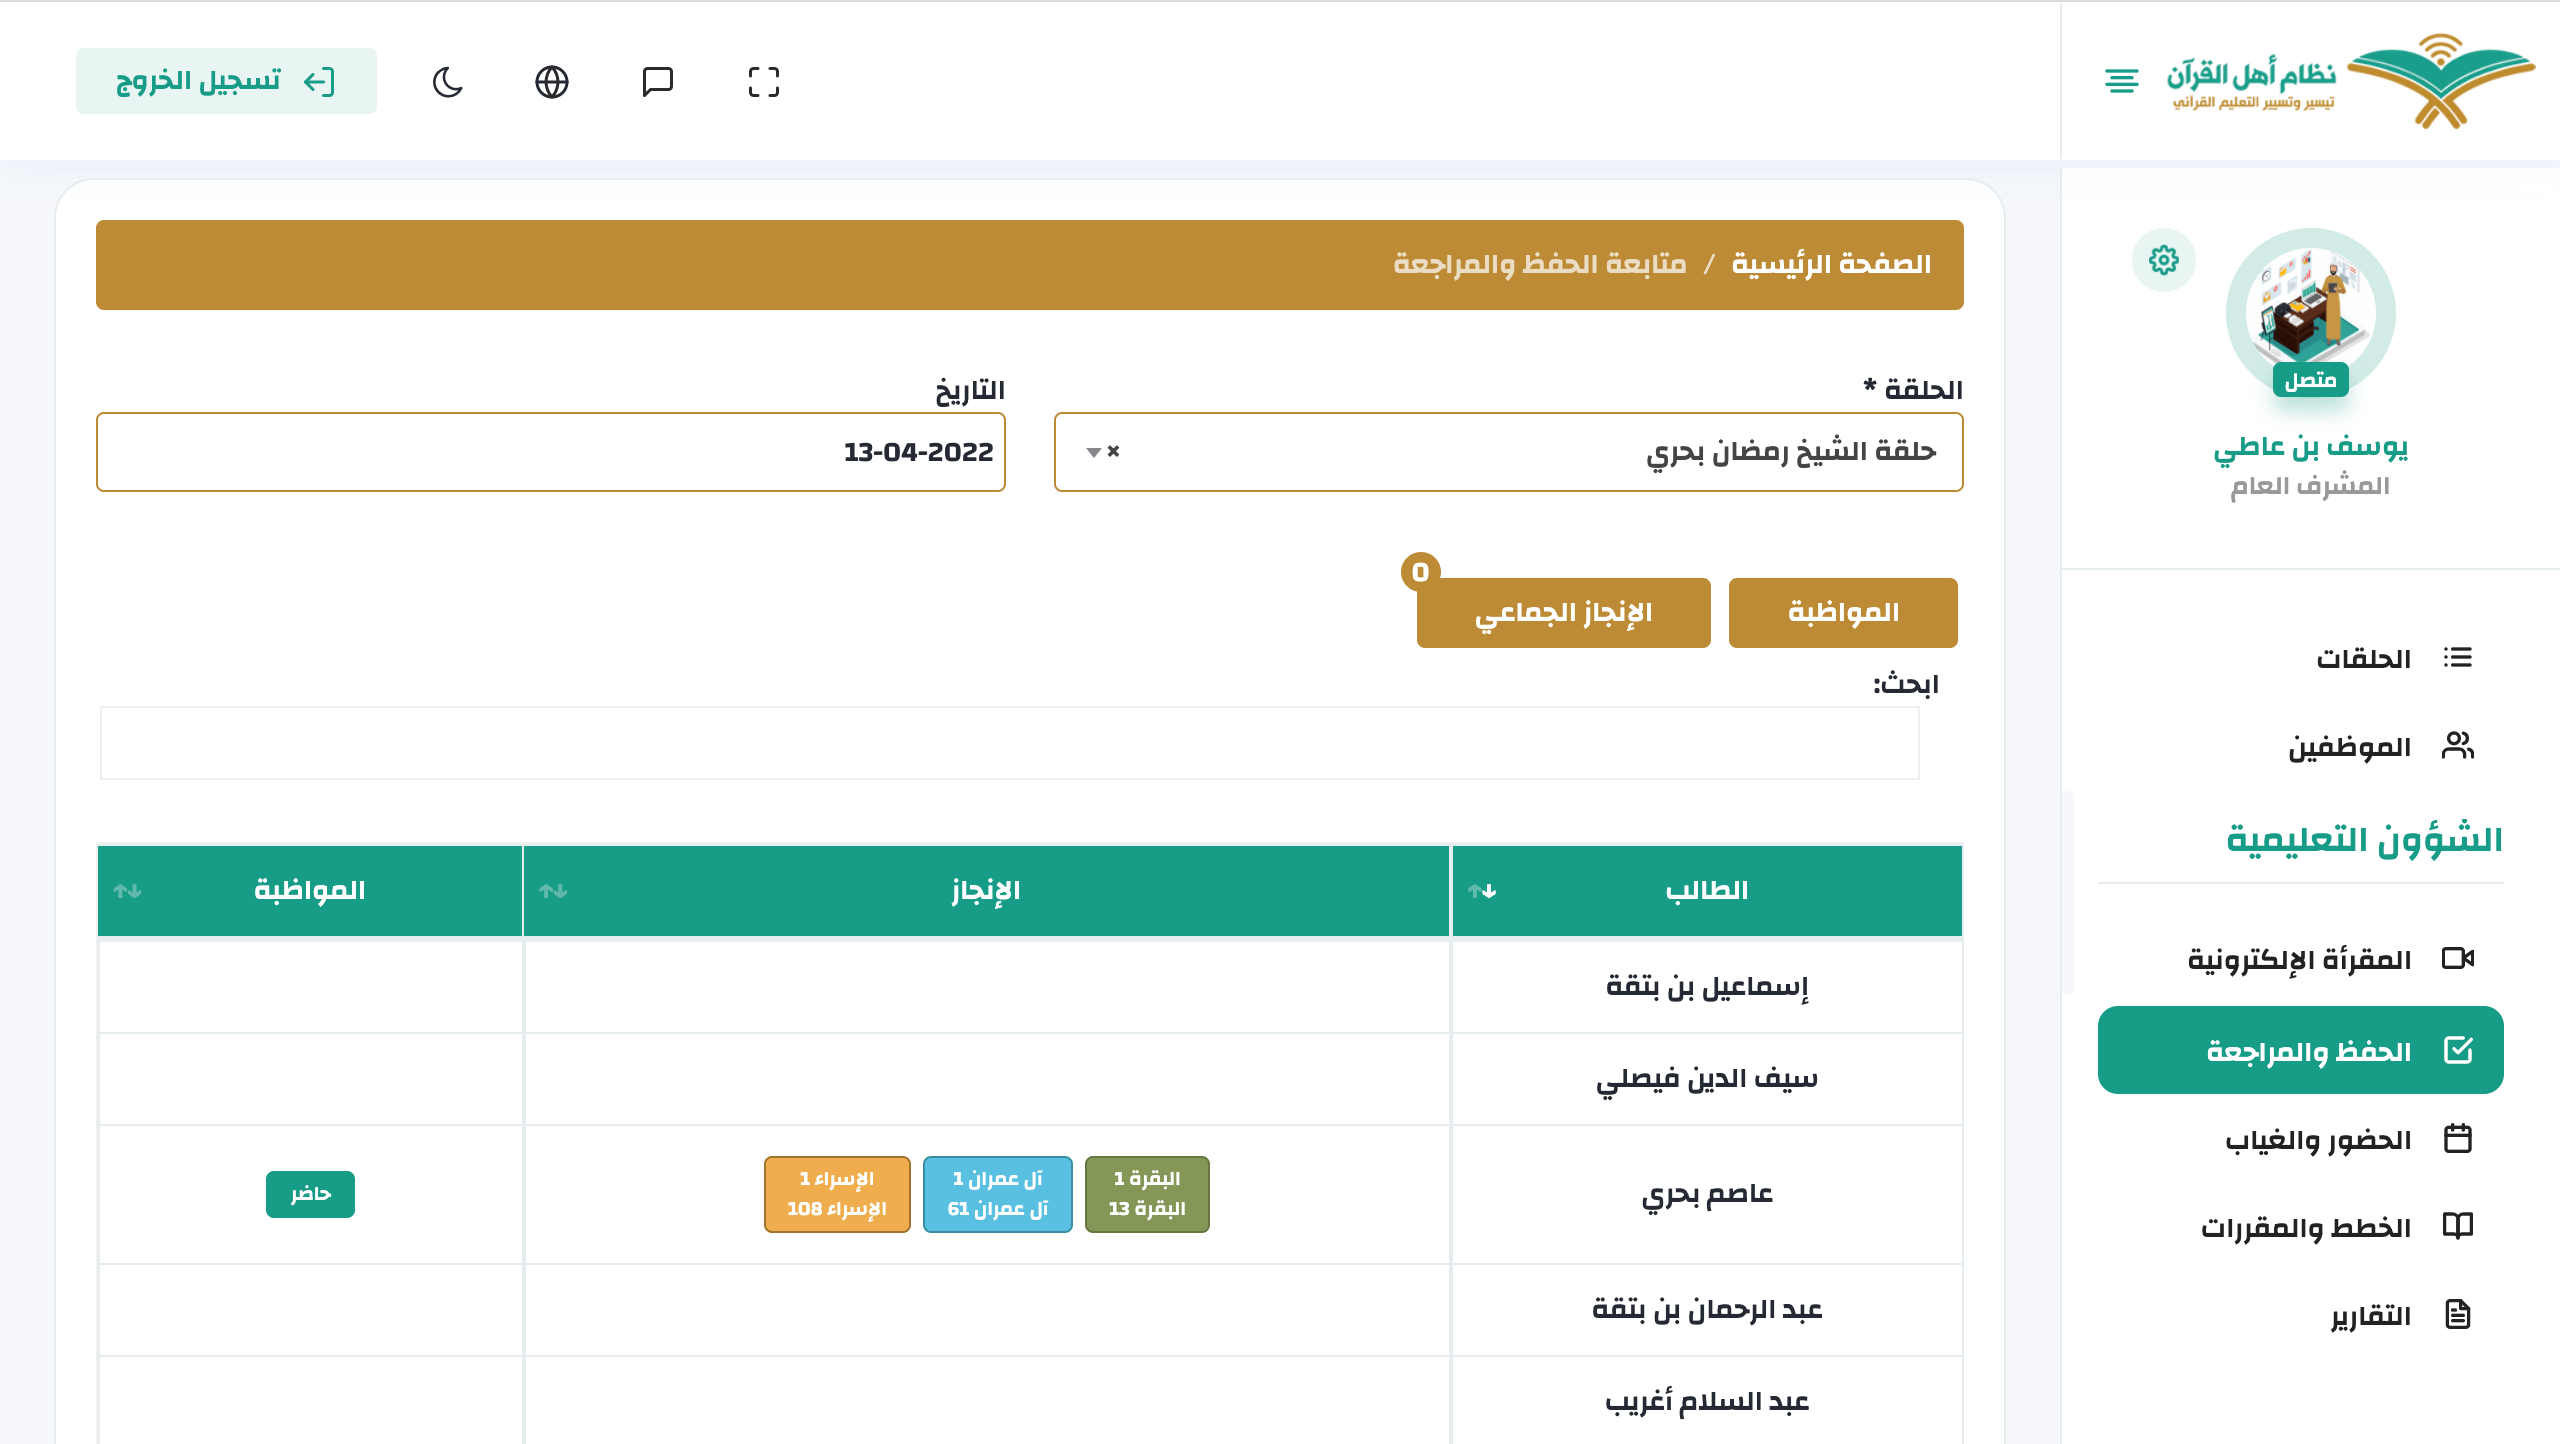 نظام أهل القرآن
تيسير وتسيير التعليم القرآني
تسجيل الخروج
متصل
يوسف بن عاطي
المشرف العام
الحلقات
الموظفين
الشؤون التعليمية
المقرأة الإلكترونية
الحفظ والمراجعة
الحضور والغياب
الخطط والمقررات
التقارير
الصفحة الرئيسية / متابعة الحفظ والمراجعة
الحلقة *
حلقة الشيخ رمضان بحري ×
التاريخ
13-04-2022
المواظبة
الإنجاز الجماعي 0
ابحث:
الطالب الإنجاز المواظبة
إسماعيل بن بتقة
سيف الدين فيصلي
عاصم بحري
البقرة 1
البقرة 13
آل عمران 1
آل عمران 61
الإسراء 1
الإسراء 108
حاضر
عبد الرحمان بن بتقة
عبد السلام أغريب